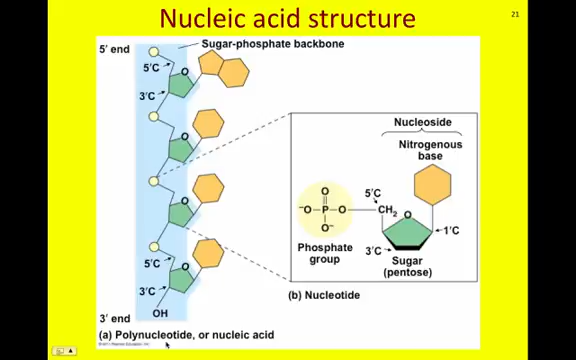 Nucleic acid structure
21
5′ end
Sugar-phosphate backbone
5′C
O
3′C
O
O
5′C
O
3′C
OH
3′ end
(a) Polynucleotide, or nucleic acid
Nucleoside
Nitrogenous
base
O
−O P O
O−
5′C
CH2
O
1′C
3′C
Phosphate
group
Sugar
(pentose)
(b) Nucleotide